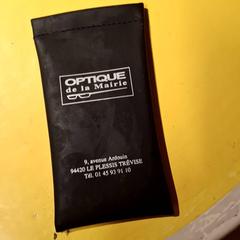 OPTIQUE
de la Mairie
9, avenue Ardouin
94420 LE PLESSIS TRÉVISE
Tél. 01 45 93 91 10